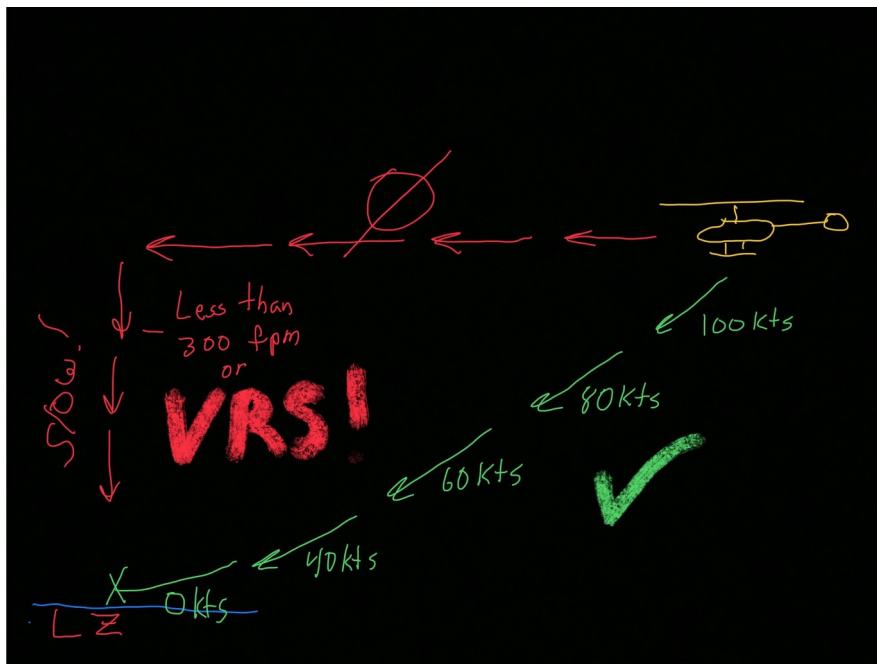 Less than
300 fpm
or
VRS!
Slow!
100kts
80kts
60kts
40kts
0kts
LZ